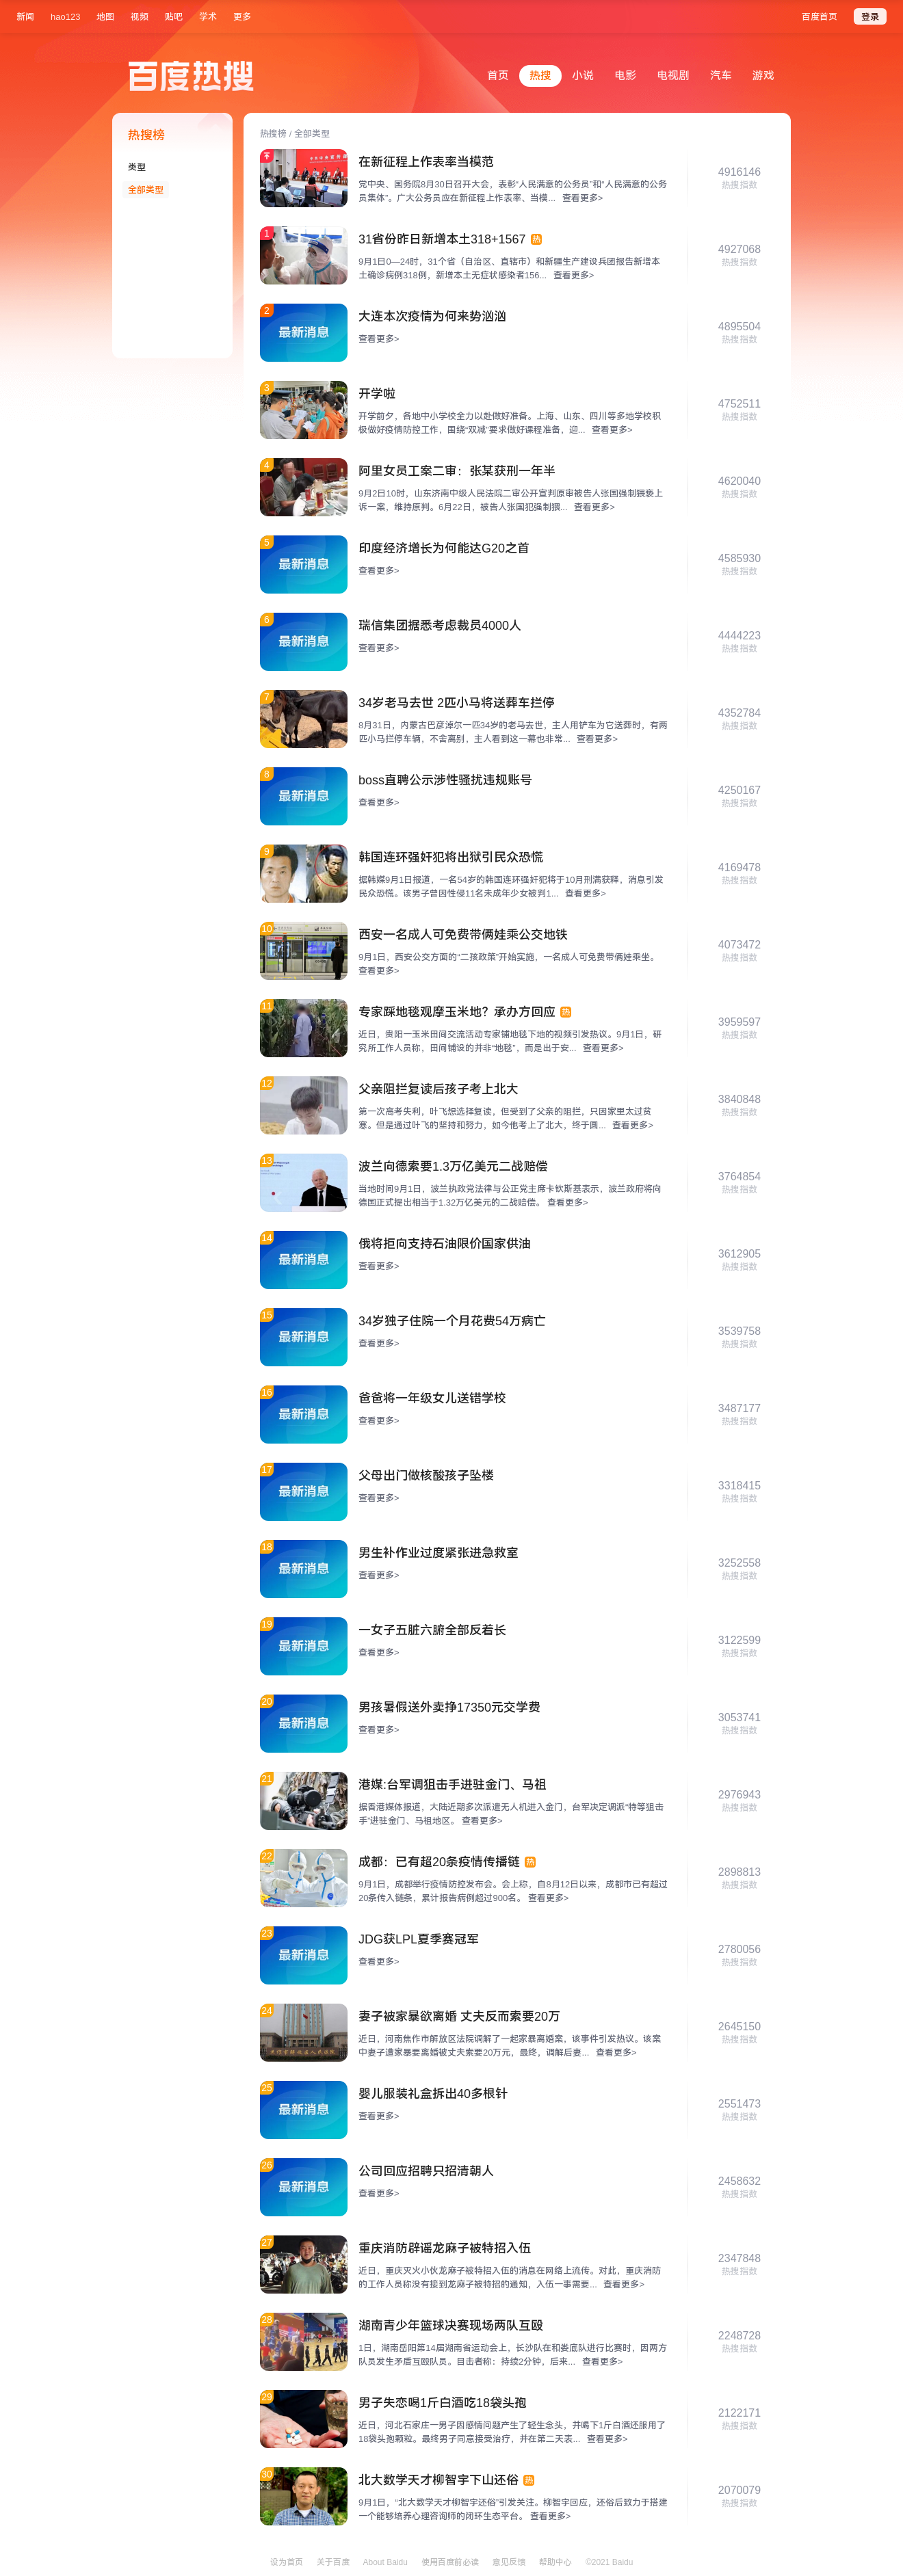 新闻 hao123 地图 视频 贴吧 学术 更多 百度首页 登录
百度热搜
首页 热搜 小说 电影 电视剧 汽车 游戏
热搜榜
类型
全部类型
热搜榜 / 全部类型
在新征程上作表率当模范
党中央、国务院8月30日召开大会，表彰“人民满意的公务员”和“人民满意的公务
员集体”。广大公务员应在新征程上作表率、当模... 查看更多>
4916146
热搜指数
1
31省份昨日新增本土318+1567 热
9月1日0—24时，31个省（自治区、直辖市）和新疆生产建设兵团报告新增本
土确诊病例318例，新增本土无症状感染者156... 查看更多>
4927068
热搜指数
2
最新消息
大连本次疫情为何来势汹汹
查看更多>
4895504
热搜指数
3
开学啦
开学前夕，各地中小学校全力以赴做好准备。上海、山东、四川等多地学校积
极做好疫情防控工作，围绕“双减”要求做好课程准备，迎... 查看更多>
4752511
热搜指数
4
阿里女员工案二审：张某获刑一年半
9月2日10时，山东济南中级人民法院二审公开宣判原审被告人张国强制猥亵上
诉一案，维持原判。6月22日，被告人张国犯强制猥... 查看更多>
4620040
热搜指数
5
最新消息
印度经济增长为何能达G20之首
查看更多>
4585930
热搜指数
6
最新消息
瑞信集团据悉考虑裁员4000人
查看更多>
4444223
热搜指数
7
34岁老马去世 2匹小马将送葬车拦停
8月31日，内蒙古巴彦淖尔一匹34岁的老马去世，主人用铲车为它送葬时，有两
匹小马拦停车辆，不舍离别，主人看到这一幕也非常... 查看更多>
4352784
热搜指数
8
最新消息
boss直聘公示涉性骚扰违规账号
查看更多>
4250167
热搜指数
9
韩国连环强奸犯将出狱引民众恐慌
据韩媒9月1日报道，一名54岁的韩国连环强奸犯将于10月刑满获释，消息引发
民众恐慌。该男子曾因性侵11名未成年少女被判1... 查看更多>
4169478
热搜指数
10
西安一名成人可免费带俩娃乘公交地铁
9月1日，西安公交方面的“二孩政策”开始实施，一名成人可免费带俩娃乘坐。
查看更多>
4073472
热搜指数
11
专家踩地毯观摩玉米地？承办方回应 热
近日，贵阳一玉米田间交流活动专家铺地毯下地的视频引发热议。9月1日，研
究所工作人员称，田间铺设的并非“地毯”，而是出于安... 查看更多>
3959597
热搜指数
12
父亲阻拦复读后孩子考上北大
第一次高考失利，叶飞想选择复读，但受到了父亲的阻拦，只因家里太过贫
寒。但是通过叶飞的坚持和努力，如今他考上了北大，终于圆... 查看更多>
3840848
热搜指数
13
波兰向德索要1.3万亿美元二战赔偿
当地时间9月1日，波兰执政党法律与公正党主席卡钦斯基表示，波兰政府将向
德国正式提出相当于1.32万亿美元的二战赔偿。 查看更多>
3764854
热搜指数
14
最新消息
俄将拒向支持石油限价国家供油
查看更多>
3612905
热搜指数
15
最新消息
34岁独子住院一个月花费54万病亡
查看更多>
3539758
热搜指数
16
最新消息
爸爸将一年级女儿送错学校
查看更多>
3487177
热搜指数
17
最新消息
父母出门做核酸孩子坠楼
查看更多>
3318415
热搜指数
18
最新消息
男生补作业过度紧张进急救室
查看更多>
3252558
热搜指数
19
最新消息
一女子五脏六腑全部反着长
查看更多>
3122599
热搜指数
20
最新消息
男孩暑假送外卖挣17350元交学费
查看更多>
3053741
热搜指数
21
港媒:台军调狙击手进驻金门、马祖
据香港媒体报道，大陆近期多次派遣无人机进入金门，台军决定调派“特等狙击
手”进驻金门、马祖地区。 查看更多>
2976943
热搜指数
22
成都：已有超20条疫情传播链 热
9月1日，成都举行疫情防控发布会。会上称，自8月12日以来，成都市已有超过
20条传入链条，累计报告病例超过900名。 查看更多>
2898813
热搜指数
23
最新消息
JDG获LPL夏季赛冠军
查看更多>
2780056
热搜指数
24
妻子被家暴欲离婚 丈夫反而索要20万
近日，河南焦作市解放区法院调解了一起家暴离婚案，该事件引发热议。该案
中妻子遭家暴要离婚被丈夫索要20万元，最终，调解后妻... 查看更多>
2645150
热搜指数
25
最新消息
婴儿服装礼盒拆出40多根针
查看更多>
2551473
热搜指数
26
最新消息
公司回应招聘只招清朝人
查看更多>
2458632
热搜指数
27
重庆消防辟谣龙麻子被特招入伍
近日，重庆灭火小伙龙麻子被特招入伍的消息在网络上流传。对此，重庆消防
的工作人员称没有接到龙麻子被特招的通知，入伍一事需要... 查看更多>
2347848
热搜指数
28
湖南青少年篮球决赛现场两队互殴
1日，湖南岳阳第14届湖南省运动会上，长沙队在和娄底队进行比赛时，因两方
队员发生矛盾互殴队员。目击者称：持续2分钟，后来... 查看更多>
2248728
热搜指数
29
男子失恋喝1斤白酒吃18袋头孢
近日，河北石家庄一男子因感情问题产生了轻生念头，并喝下1斤白酒还服用了
18袋头孢颗粒。最终男子同意接受治疗，并在第二天表... 查看更多>
2122171
热搜指数
30
北大数学天才柳智宇下山还俗 热
9月1日，“北大数学天才柳智宇还俗”引发关注。柳智宇回应，还俗后致力于搭建
一个能够培养心理咨询师的闭环生态平台。 查看更多>
2070079
热搜指数
设为首页 关于百度 About Baidu 使用百度前必读 意见反馈 帮助中心 ©2021 Baidu